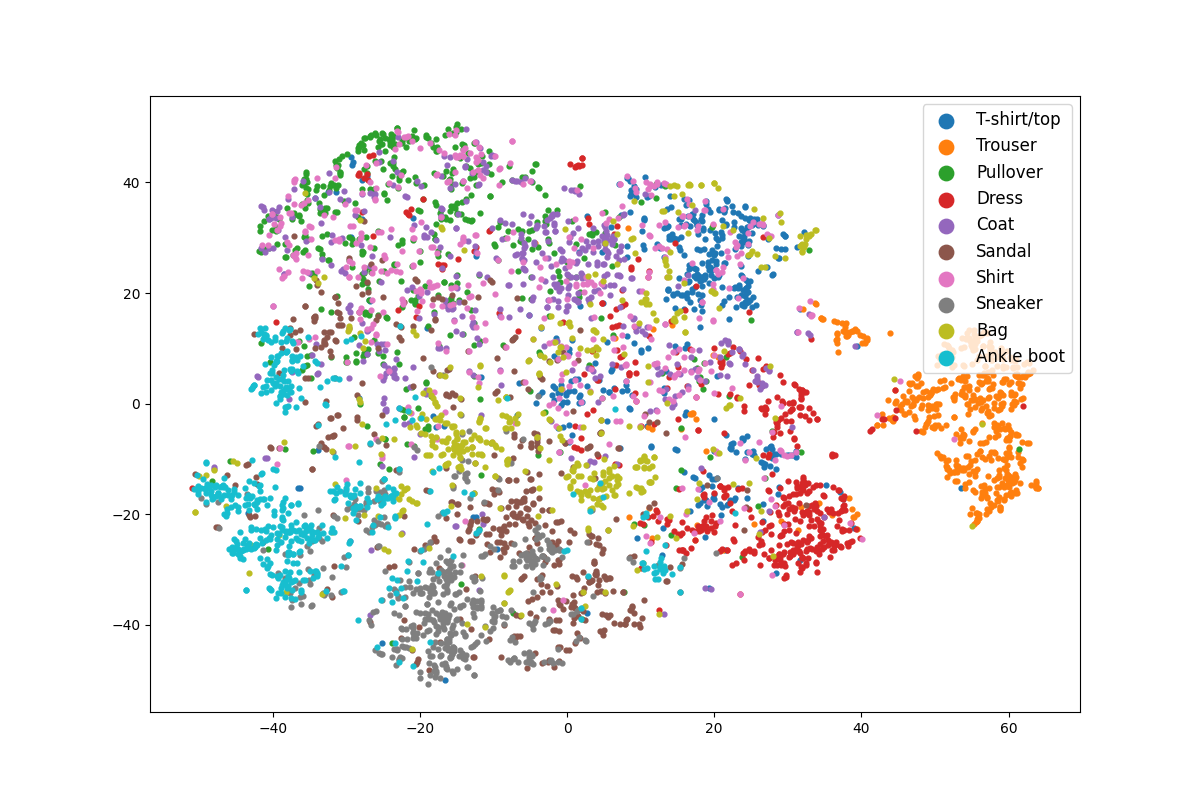 T-shirt/top
Trouser
Pullover
Dress
Coat
Sandal
Shirt
Sneaker
Bag
Ankle boot
40
20
0
−20
−40
−40
−20
0
20
40
60